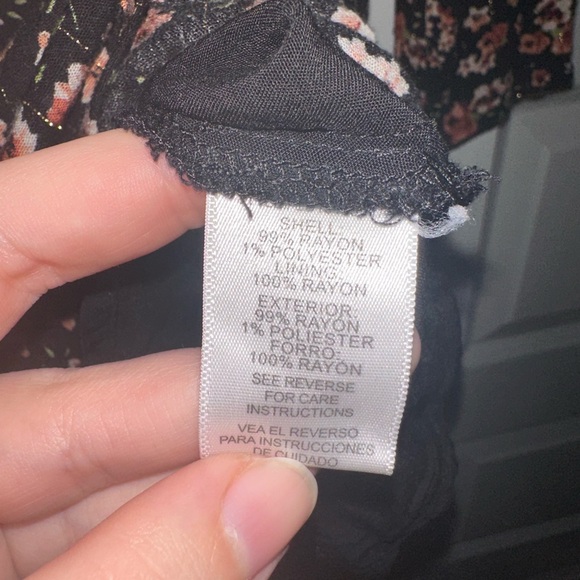 SHELL:
99% RAYON
1% POLYESTER
LINING:
100% RAYON
EXTERIOR:
99% RAYON
1% POLIESTER
FORRO:
100% RAYON
SEE REVERSE
FOR CARE
INSTRUCTIONS
VEA EL REVERSO
PARA INSTRUCCIONES
DE CUIDADO